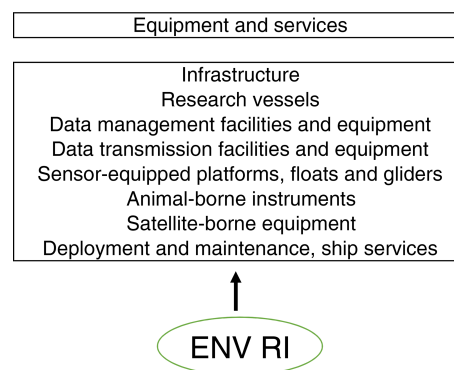 Equipment and services
Infrastructure
Research vessels
Data management facilities and equipment
Data transmission facilities and equipment
Sensor-equipped platforms, floats and gliders
Animal-borne instruments
Satellite-borne equipment
Deployment and maintenance, ship services
ENV RI